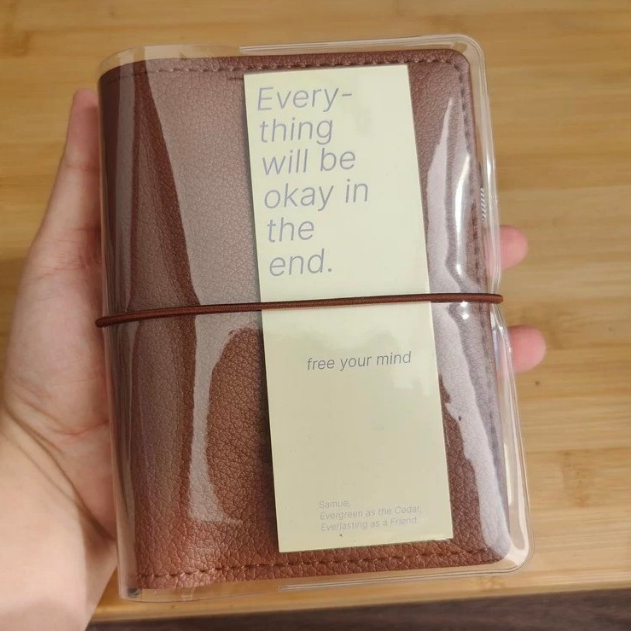 Every-
thing
will be
okay in
the
end.
free your mind
Samue,
Evergreen as the Cedar,
Everlasting as a Friend